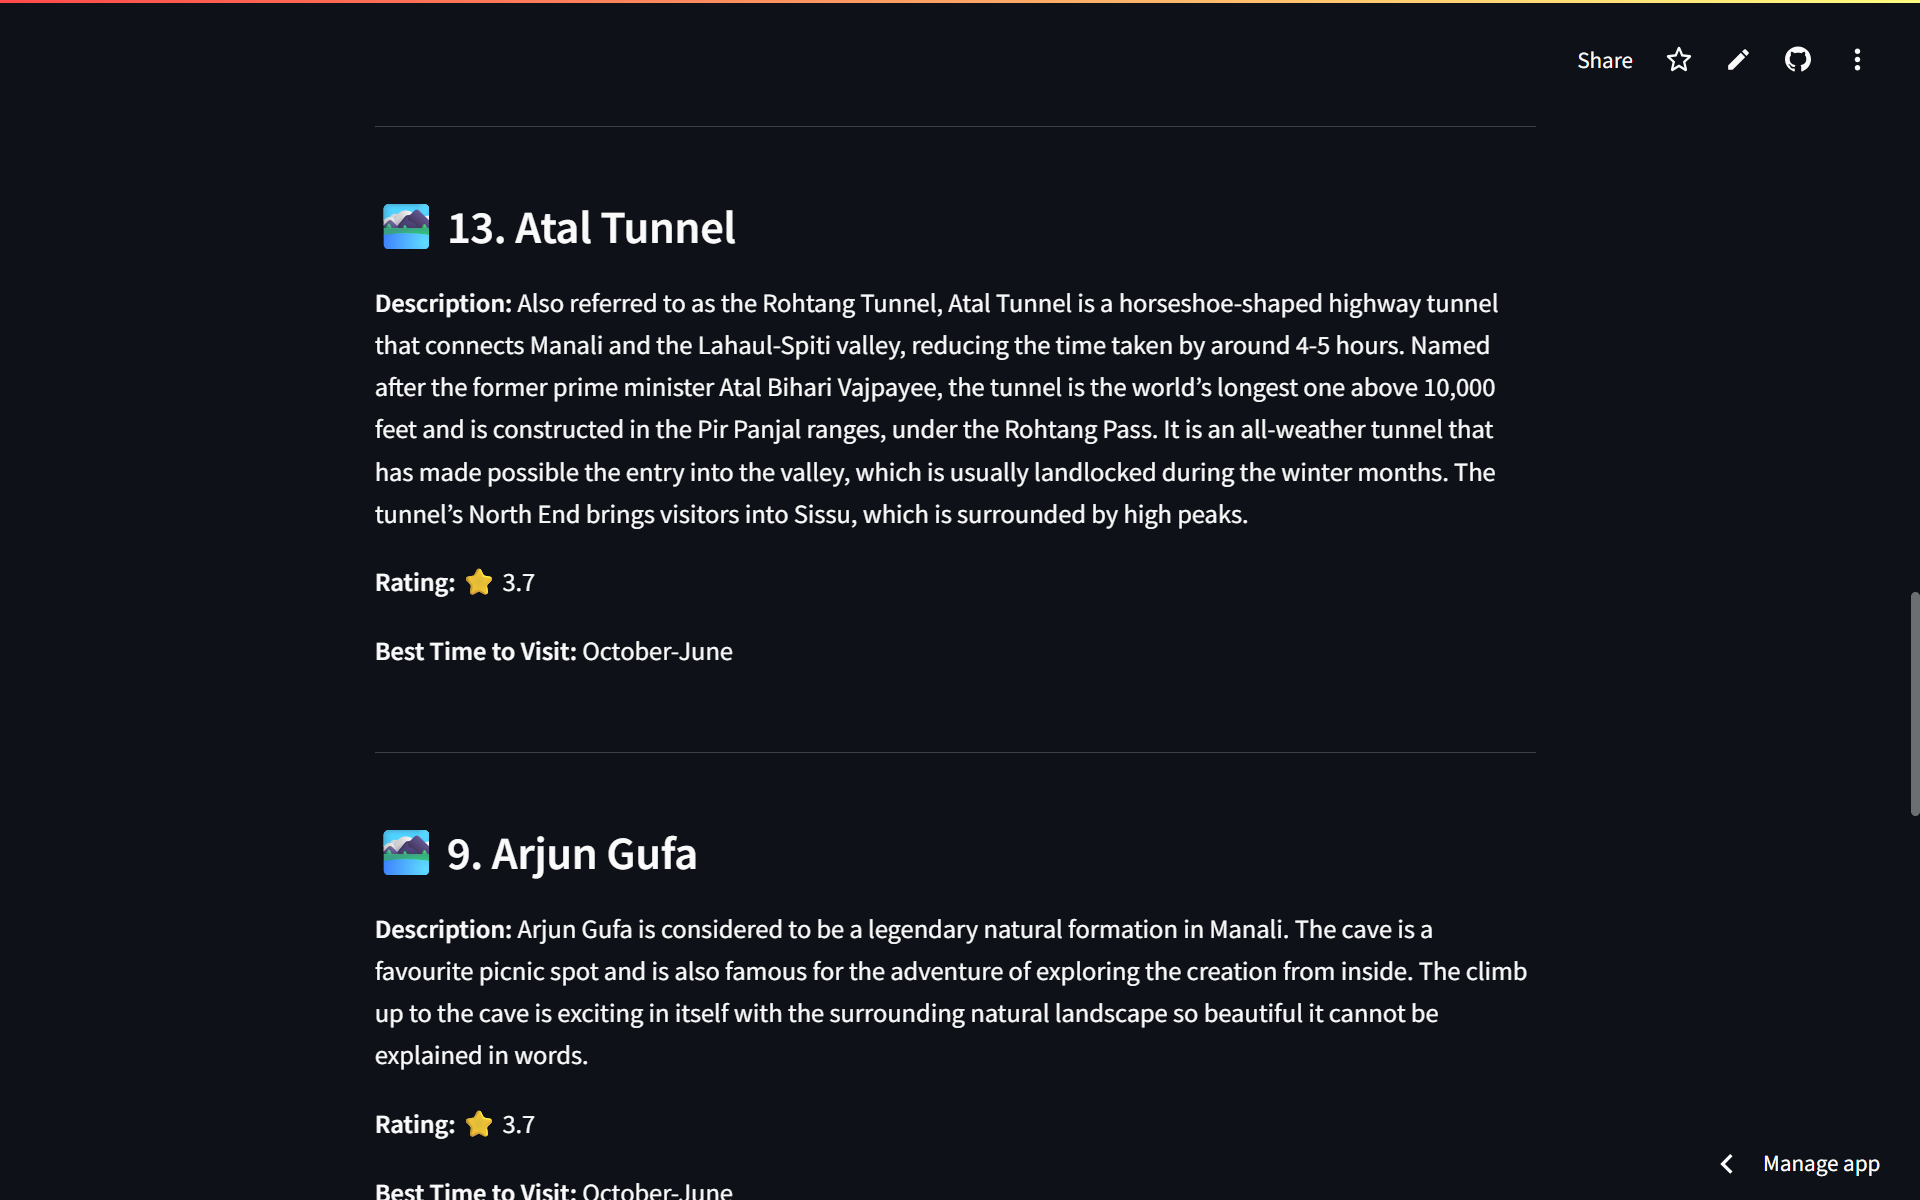 Share
13. Atal Tunnel
Description: Also referred to as the Rohtang Tunnel, Atal Tunnel is a horseshoe-shaped highway tunnel
that connects Manali and the Lahaul-Spiti valley, reducing the time taken by around 4-5 hours. Named
after the former prime minister Atal Bihari Vajpayee, the tunnel is the world’s longest one above 10,000
feet and is constructed in the Pir Panjal ranges, under the Rohtang Pass. It is an all-weather tunnel that
has made possible the entry into the valley, which is usually landlocked during the winter months. The
tunnel’s North End brings visitors into Sissu, which is surrounded by high peaks.
Rating: ⭐ 3.7
Best Time to Visit: October-June
9. Arjun Gufa
Description: Arjun Gufa is considered to be a legendary natural formation in Manali. The cave is a
favourite picnic spot and is also famous for the adventure of exploring the creation from inside. The climb
up to the cave is exciting in itself with the surrounding natural landscape so beautiful it cannot be
explained in words.
Rating: ⭐ 3.7
Best Time to Visit: October-June
Manage app